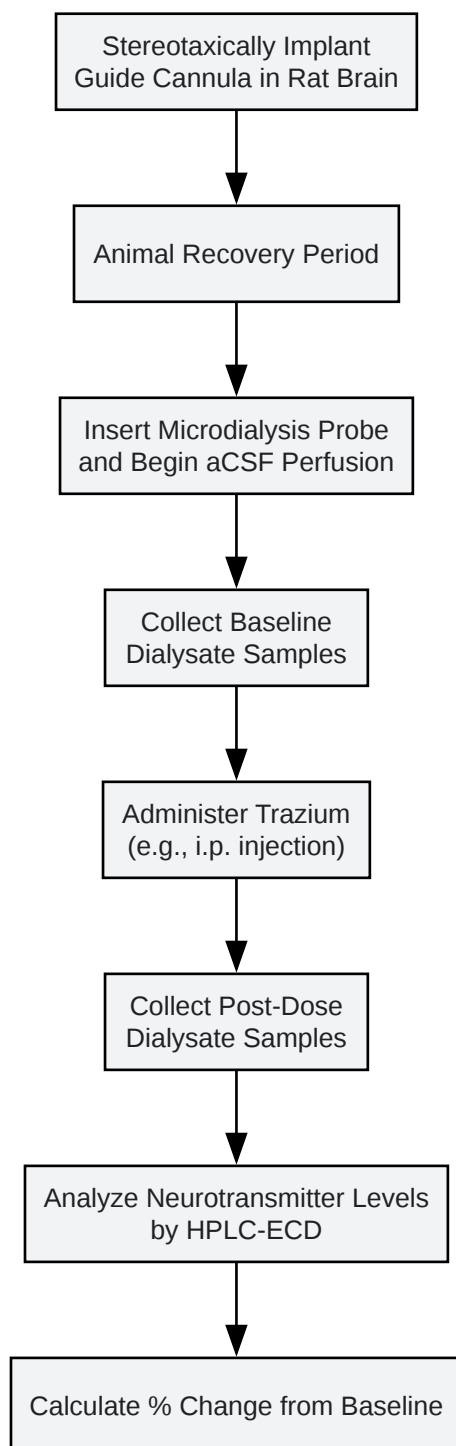 Stereotaxically Implant
Guide Cannula in Rat Brain
Animal Recovery Period
Insert Microdialysis Probe
and Begin aCSF Perfusion
Collect Baseline
Dialysate Samples
Administer Trazium
(e.g., i.p. injection)
Collect Post-Dose
Dialysate Samples
Analyze Neurotransmitter Levels
by HPLC-ECD
Calculate % Change from Baseline